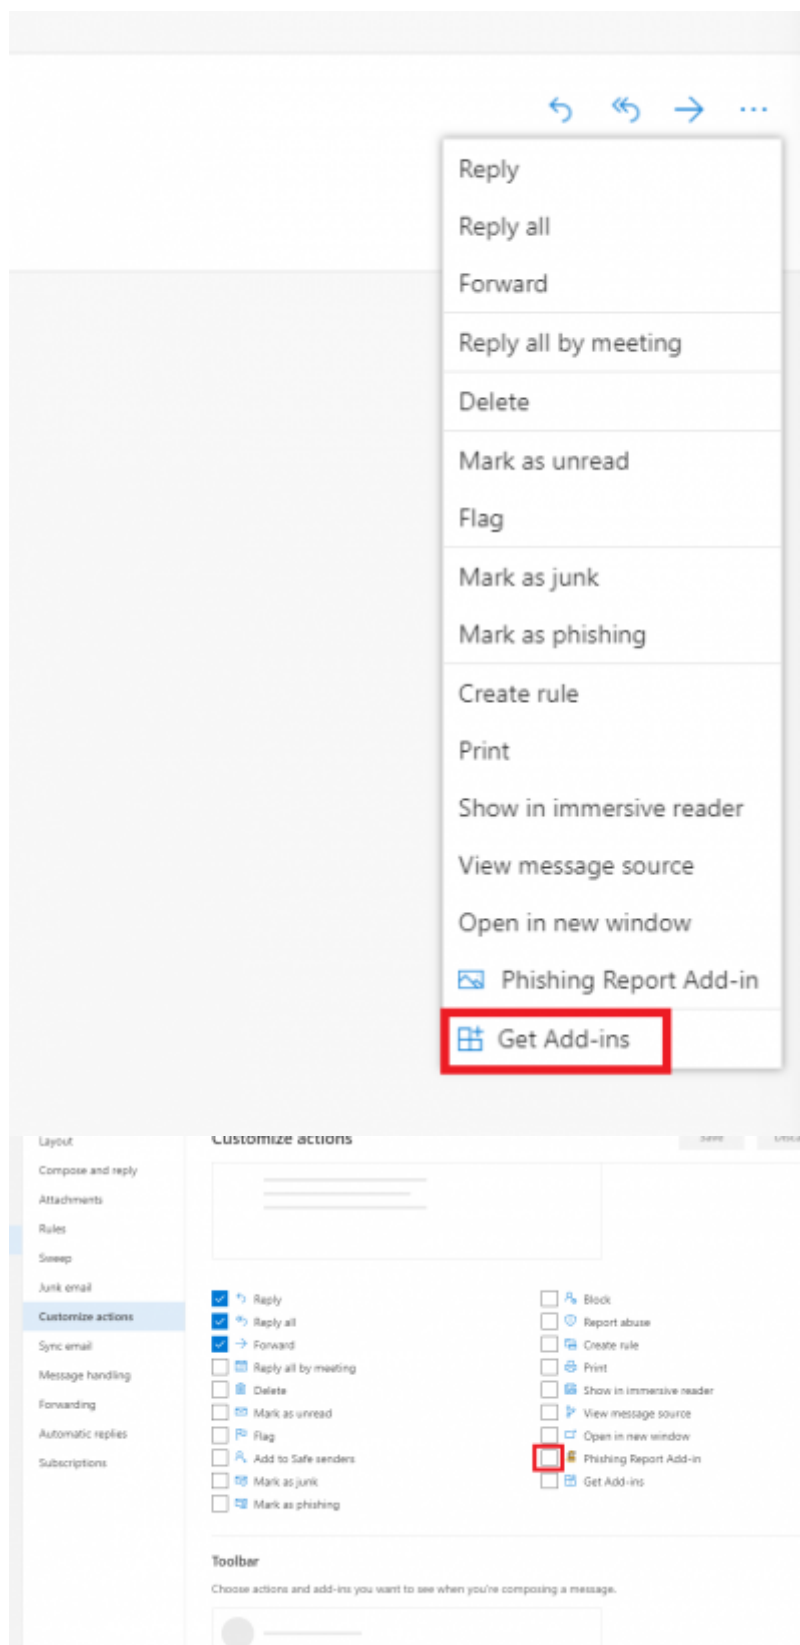 Reply
Reply all
Forward
Reply all by meeting
Delete
Mark as unread
Flag
Mark as junk
Mark as phishing
Create rule
Print
Show in immersive reader
View message source
Open in new window
Phishing Report Add-in
Get Add-ins
Layout
Compose and reply
Attachments
Rules
Sweep
Junk email
Customize actions
Sync email
Message handling
Forwarding
Automatic replies
Subscriptions
Customize actions
Save
Reply
Reply all
Forward
Reply all by meeting
Delete
Mark as unread
Flag
Add to Safe senders
Mark as junk
Mark as phishing
Block
Report abuse
Create rule
Print
Show in immersive reader
View message source
Open in new window
Phishing Report Add-in
Get Add-ins
Toolbar
Choose actions and add-ins you want to see when you're composing a message.